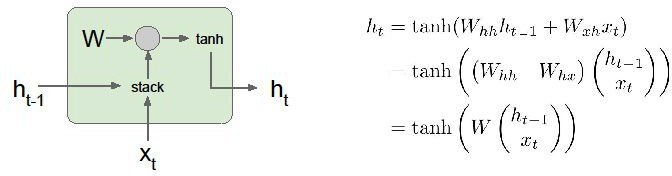 W
tanh
h_{t-1}
stack
h_t
x_t
h_t = tanh(W_{hh}h_{t-1} + W_{xh}x_t)
= tanh ( (W_{hh} W_{hx}) ( h_{t-1} x_t ) )
= tanh ( W ( h_{t-1} x_t ) )